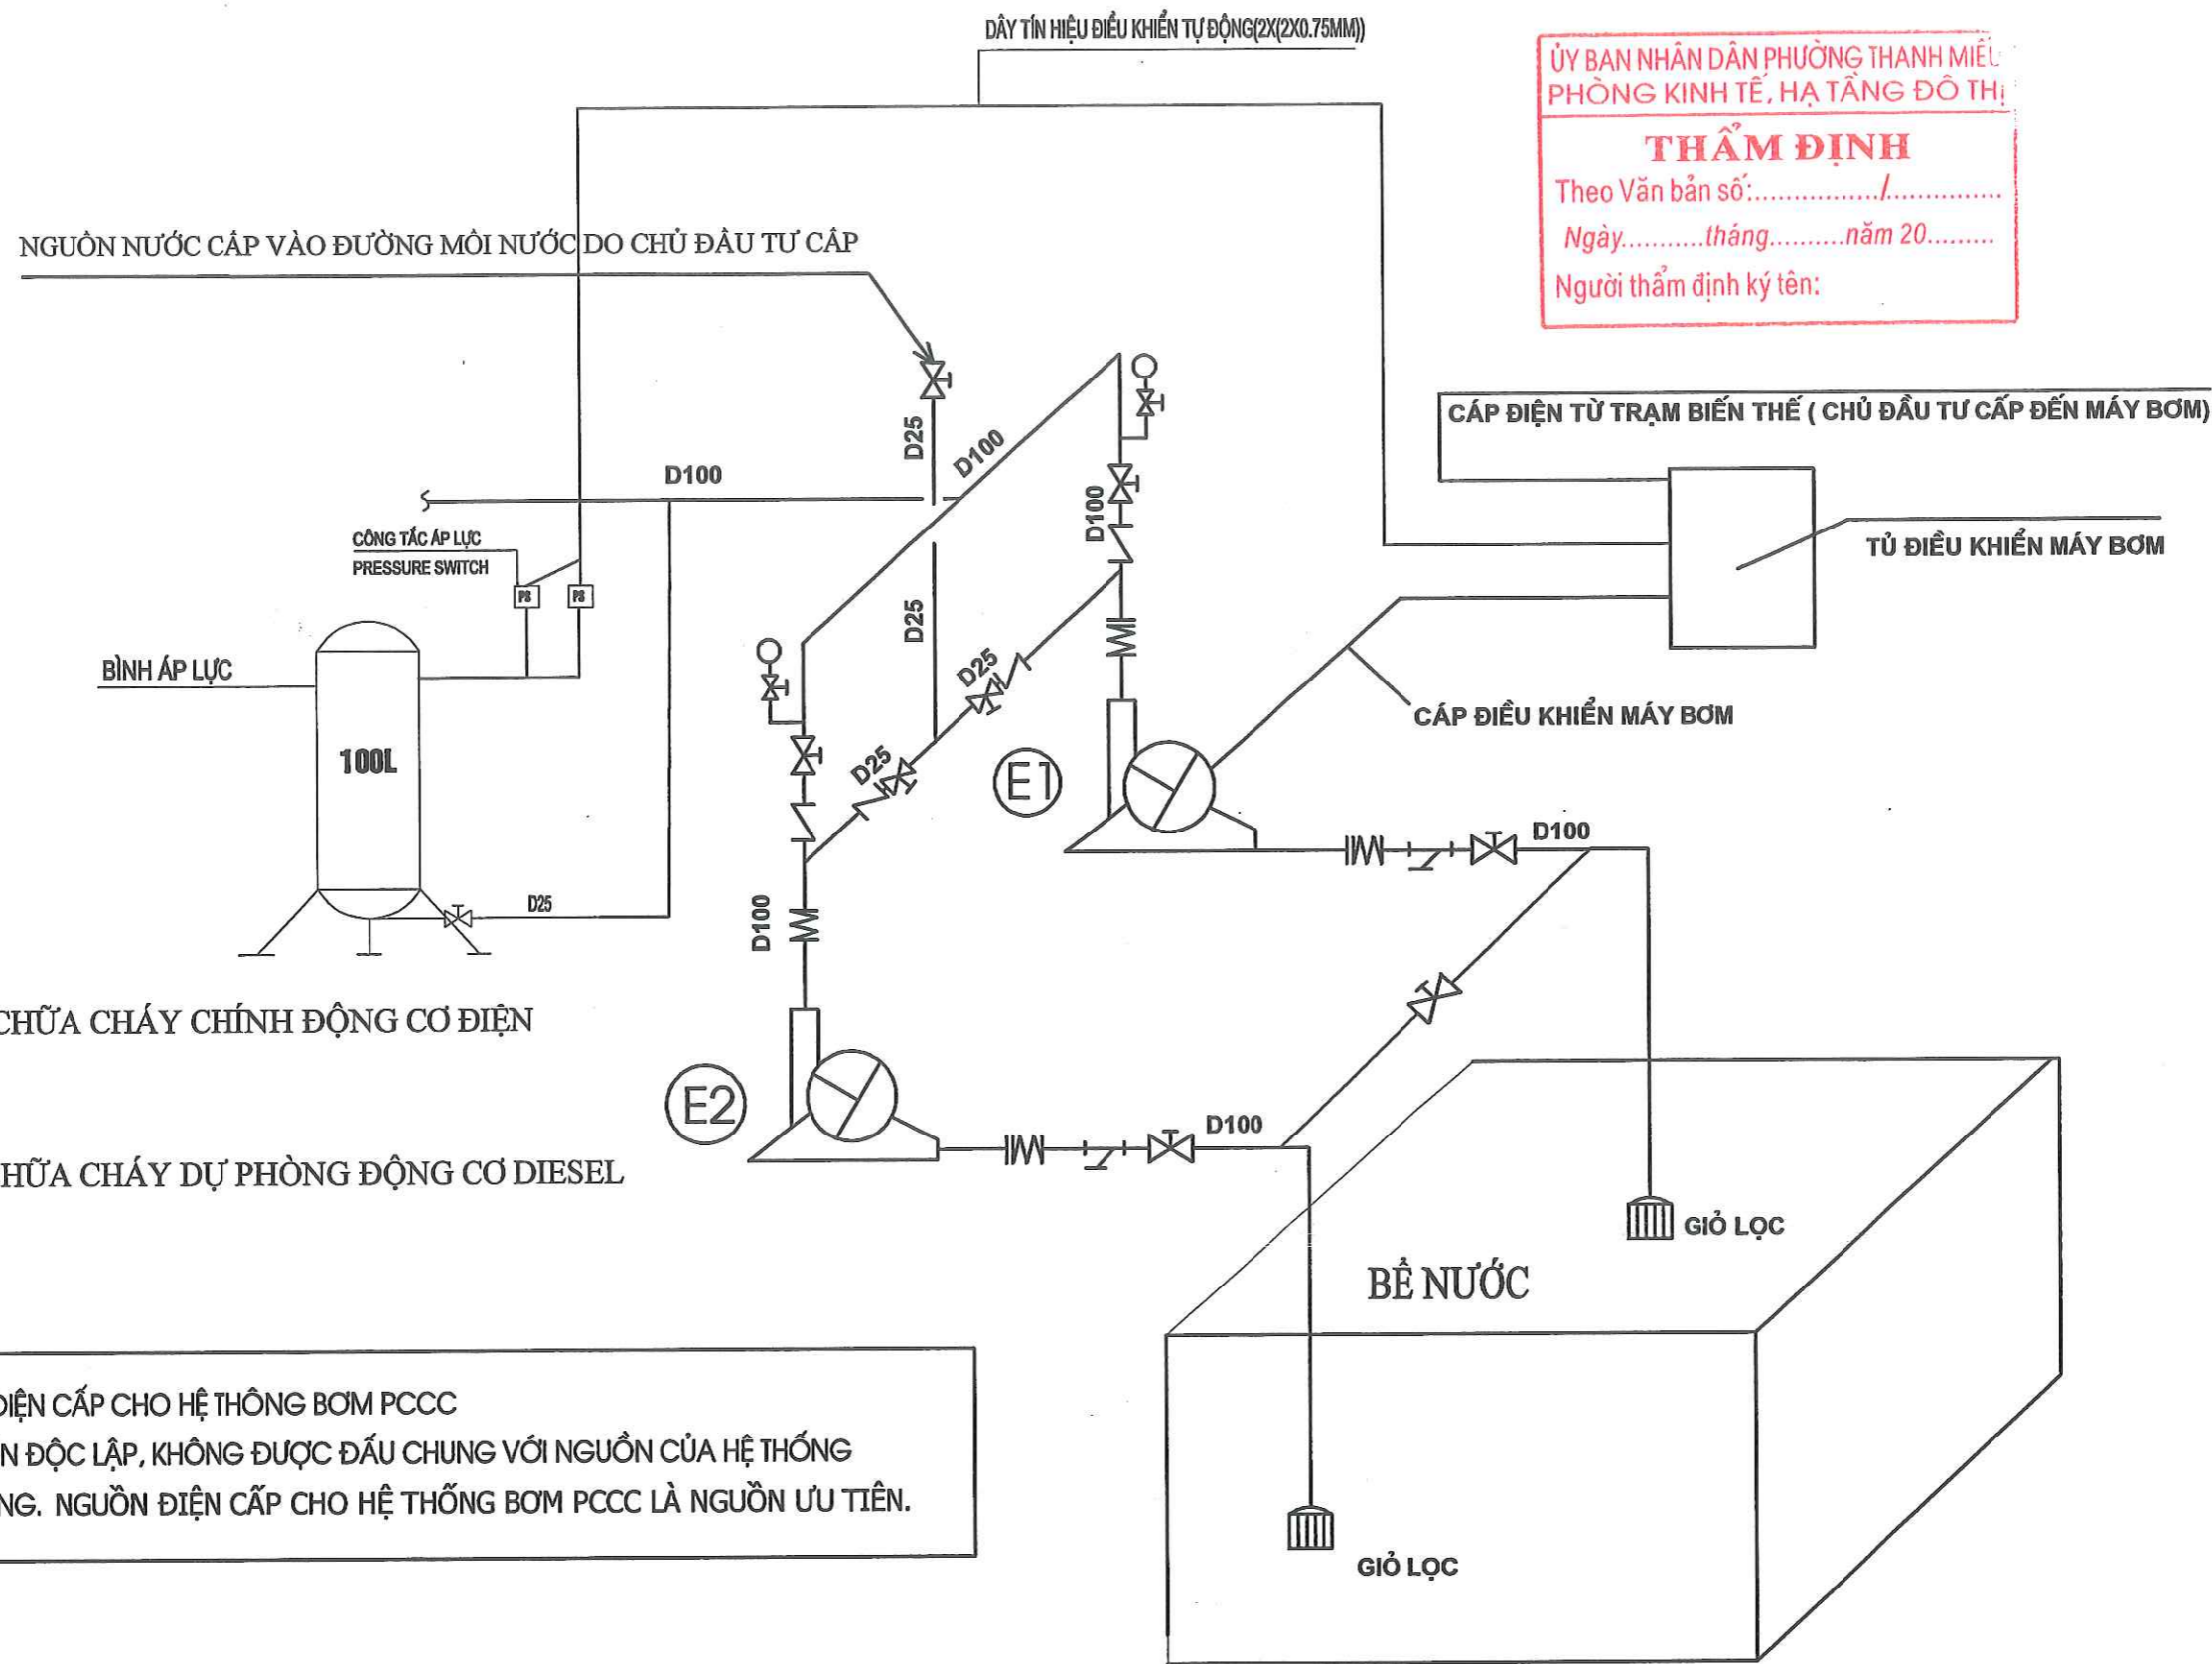 DÂY TÍN HIỆU ĐIỀU KHIỂN TỰ ĐỘNG(2X(2X0.75MM))
ỦY BAN NHÂN DÂN PHƯỜNG THANH MIẾU
PHÒNG KINH TẾ, HẠ TẦNG ĐÔ THỊ
THẨM ĐỊNH
Theo Văn bản số:................/...............
Ngày...........tháng..........năm 20.........
Người thẩm định ký tên:
NGUỒN NƯỚC CẤP VÀO ĐƯỜNG MỒI NƯỚC DO CHỦ ĐẦU TƯ CẤP
CÁP ĐIỆN TỪ TRẠM BIẾN THẾ ( CHỦ ĐẦU TƯ CẤP ĐẾN MÁY BƠM)
D25
D100
D100
D100
CÔNG TẮC ÁP LỰC
PRESSURE SWITCH
TỦ ĐIỀU KHIỂN MÁY BƠM
PS
PS
D25
BÌNH ÁP LỰC
D25
CÁP ĐIỀU KHIỂN MÁY BƠM
100L
D25
E1
D100
D25
D100
CHỮA CHÁY CHÍNH ĐỘNG CƠ ĐIỆN
E2
D100
HỮA CHÁY DỰ PHÒNG ĐỘNG CƠ DIESEL
GIỎ LỌC
BỂ NƯỚC
ĐIỆN CẤP CHO HỆ THỐNG BƠM PCCC
N ĐỘC LẬP, KHÔNG ĐƯỢC ĐẤU CHUNG VỚI NGUỒN CỦA HỆ THỐNG
NG. NGUỒN ĐIỆN CẤP CHO HỆ THỐNG BƠM PCCC LÀ NGUỒN ƯU TIÊN.
GIỎ LỌC